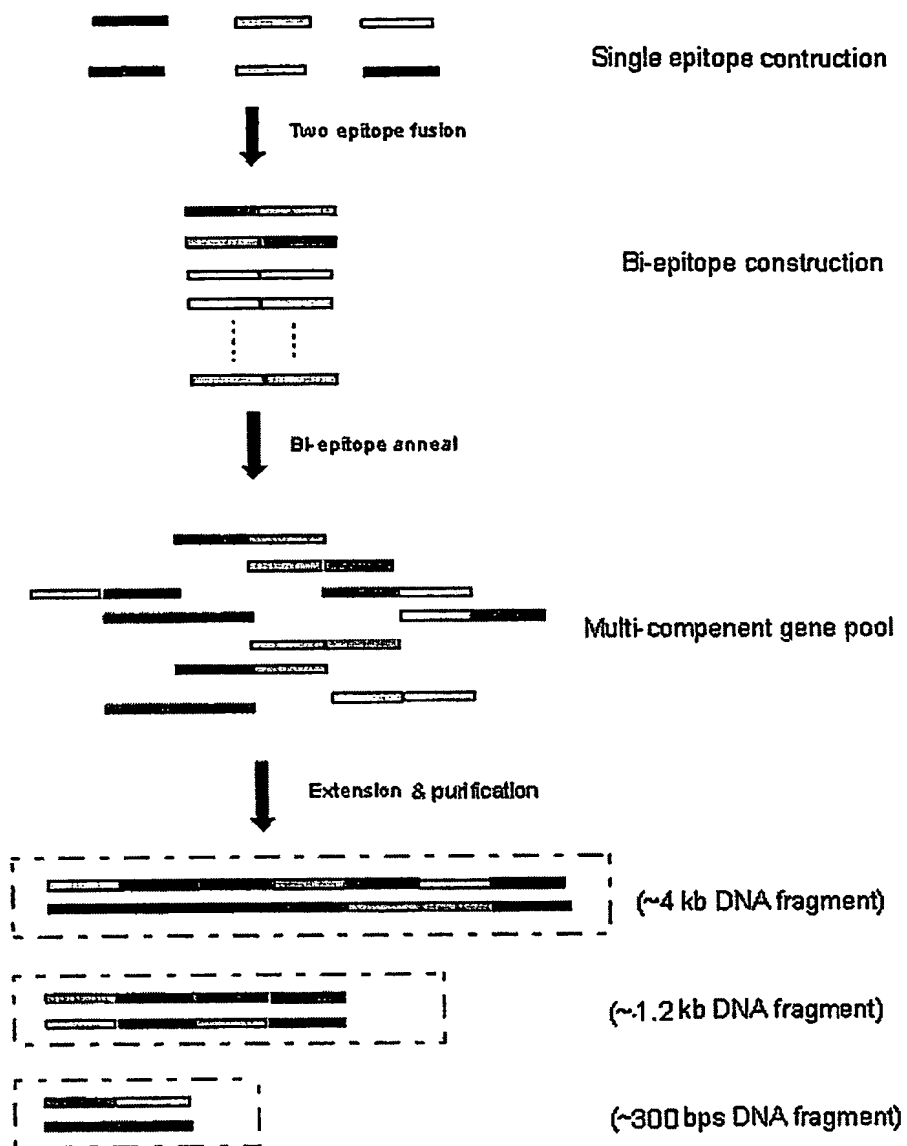 Single epitope contruction
Two epitope fusion
Bi-epitope construction
Bi-epitope anneal
Multi-compenent gene pool
Extension & purification
(~4 kb DNA fragment)
(~1.2 kb DNA fragment)
(~300 bps DNA fragment)